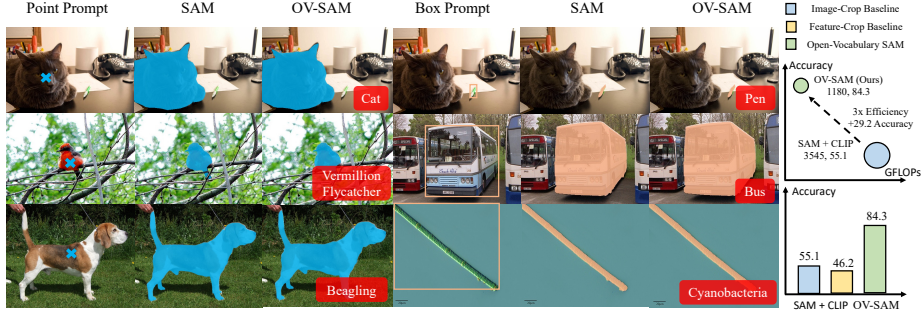 Point Prompt
SAM
OV-SAM
Box Prompt
SAM
OV-SAM
Cat
Pen
Vermillion
Flycatcher
Bus
Beagling
Cyanobacteria
Image-Crop Baseline
Feature-Crop Baseline
Open-Vocabulary SAM
Accuracy
OV-SAM (Ours)
1180, 84.3
3x Efficiency
+29.2 Accuracy
SAM + CLIP
3545, 55.1
GFLOPs
Accuracy
84.3
55.1
46.2
SAM + CLIP OV-SAM